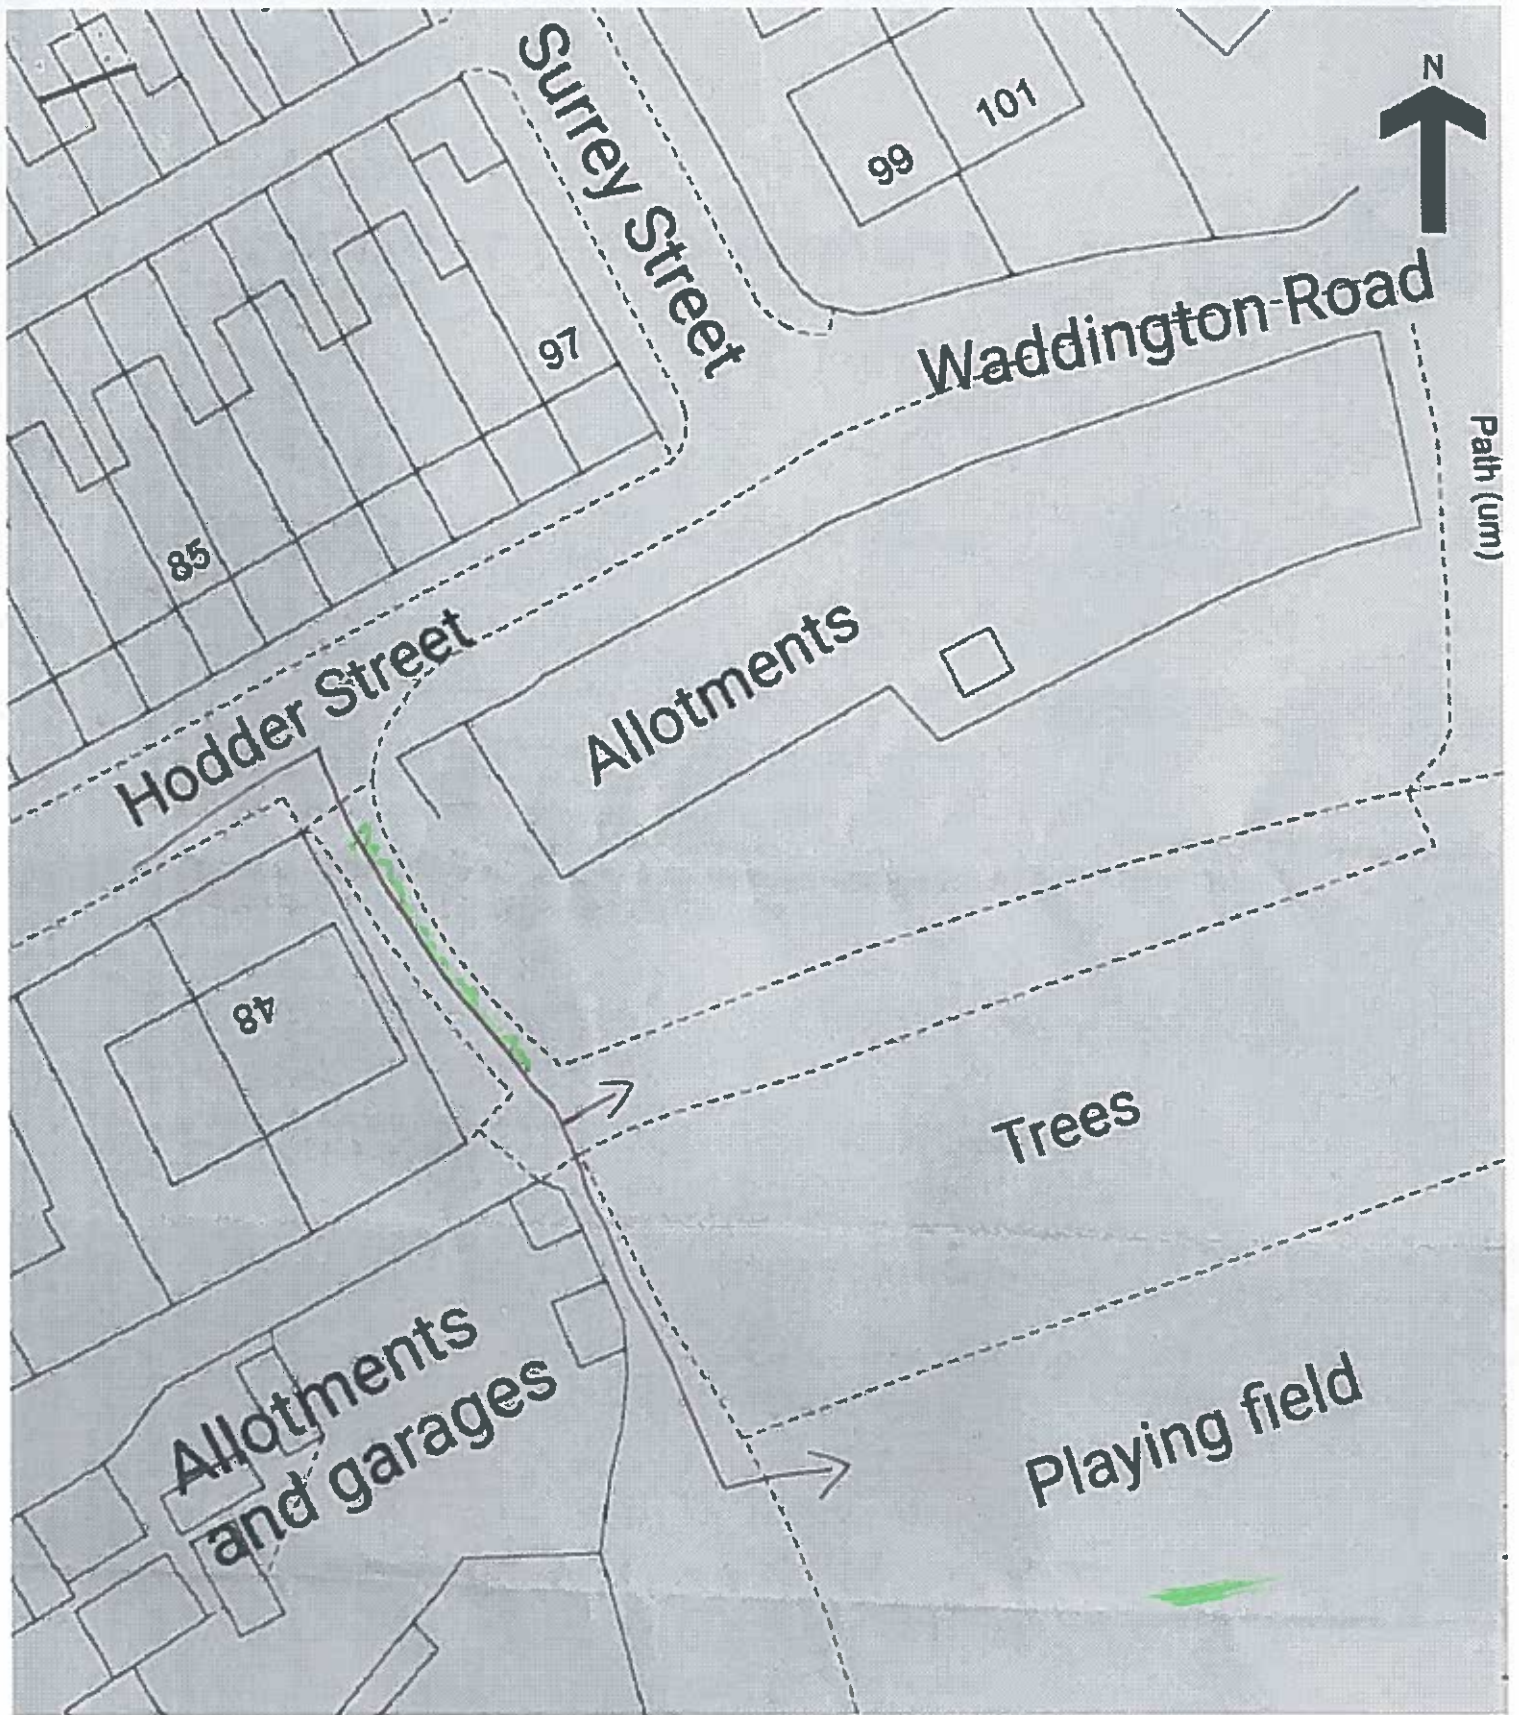 Surrey Street
N
101
99
Waddington Road
97
Path (um)
85
Allotments
Hodder Street
48
Trees
Allotments
and garages
Playing field